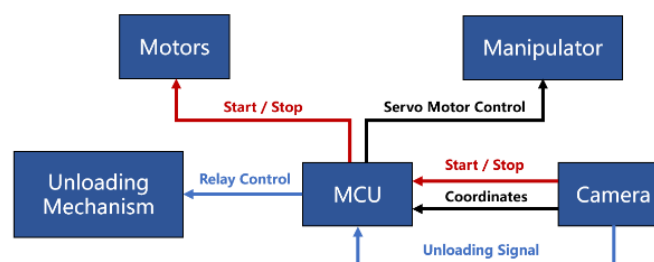 Motors
Manipulator
Start / Stop
Servo Motor Control
Unloading
Mechanism
Relay Control
MCU
Start / Stop
Coordinates
Camera
Unloading Signal